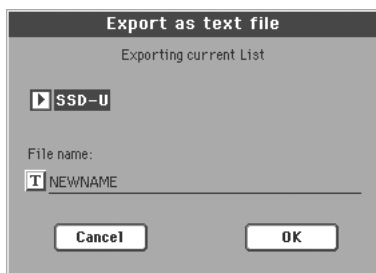 Export as text file
Exporting current List
SSD-U
File name:
T NEWNAME
Cancel OK